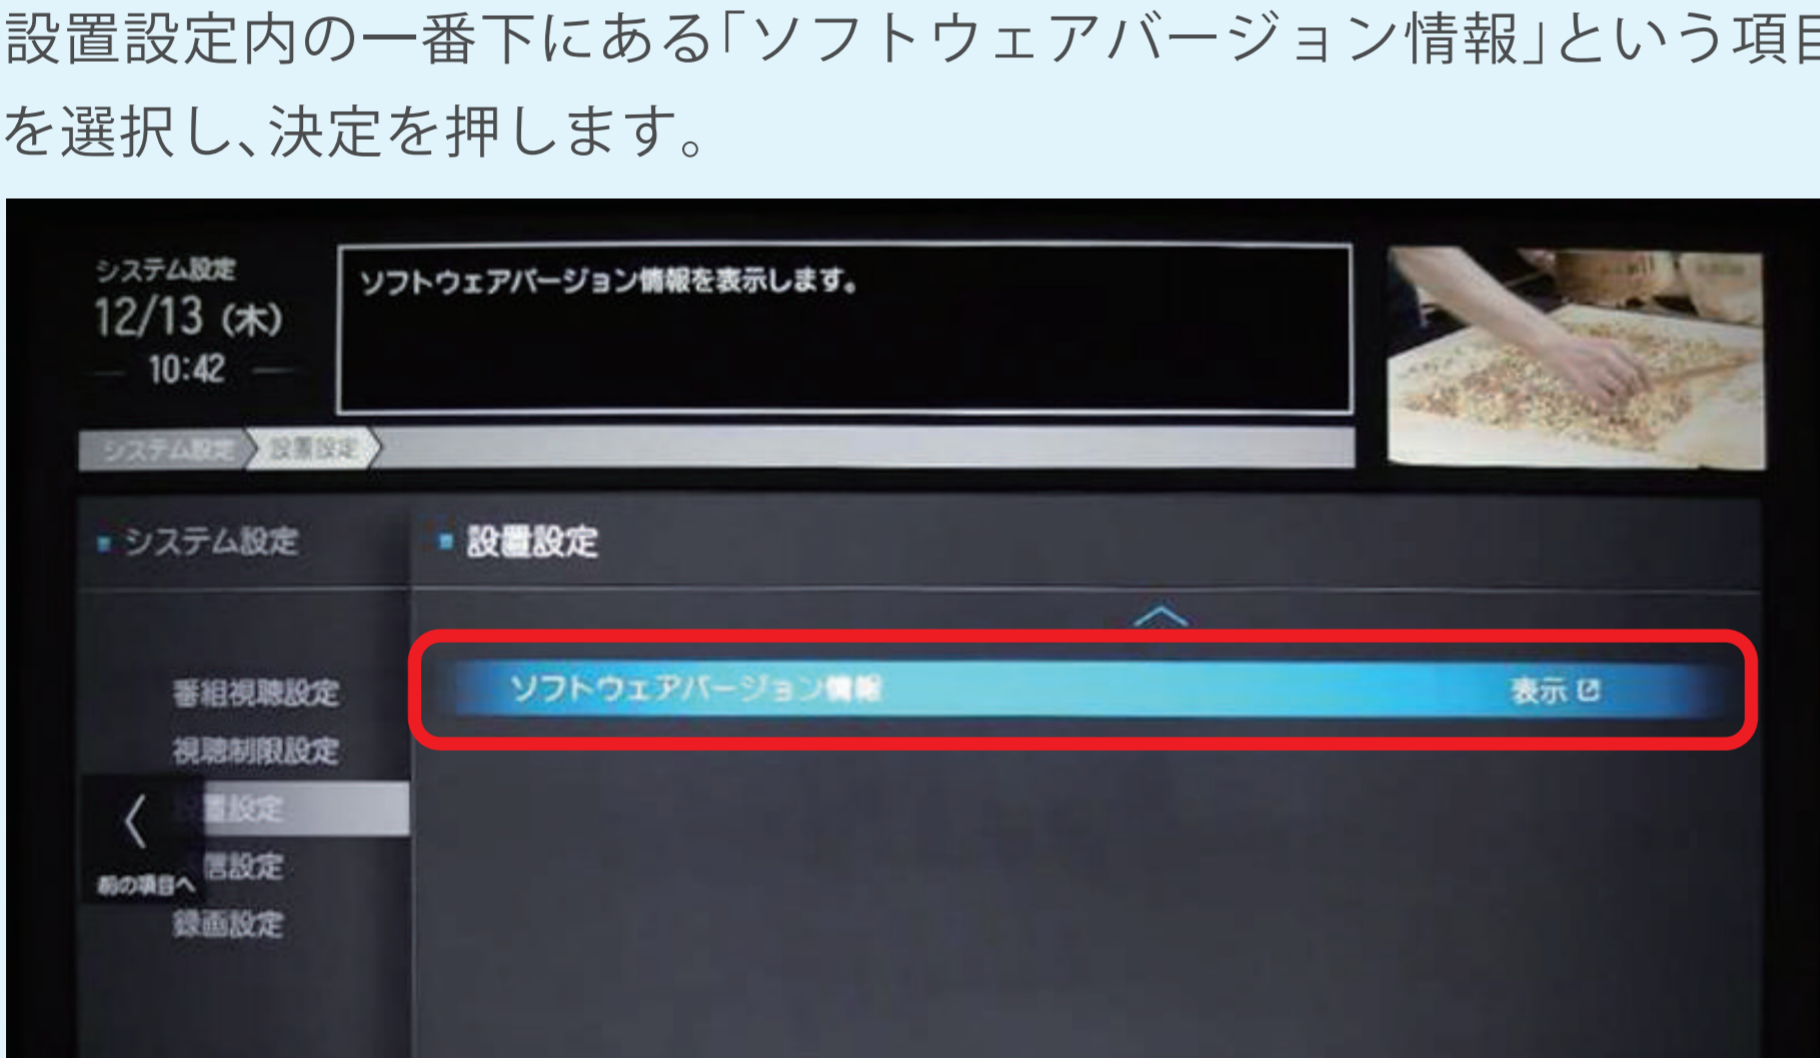 設置設定内の一番下にある｢ソフトウェアバージョン情報｣という項目
を選択し､決定を押します｡
システム設定
12/13 (木)
10:42
ソフトウェアバージョン情報を表示します。
システム設定 設置設定
システム設定
設置設定
ソフトウェアバージョン情報 表示
番組視聴設定
視聴制限設定
置設定
信設定
前の項目へ
録画設定